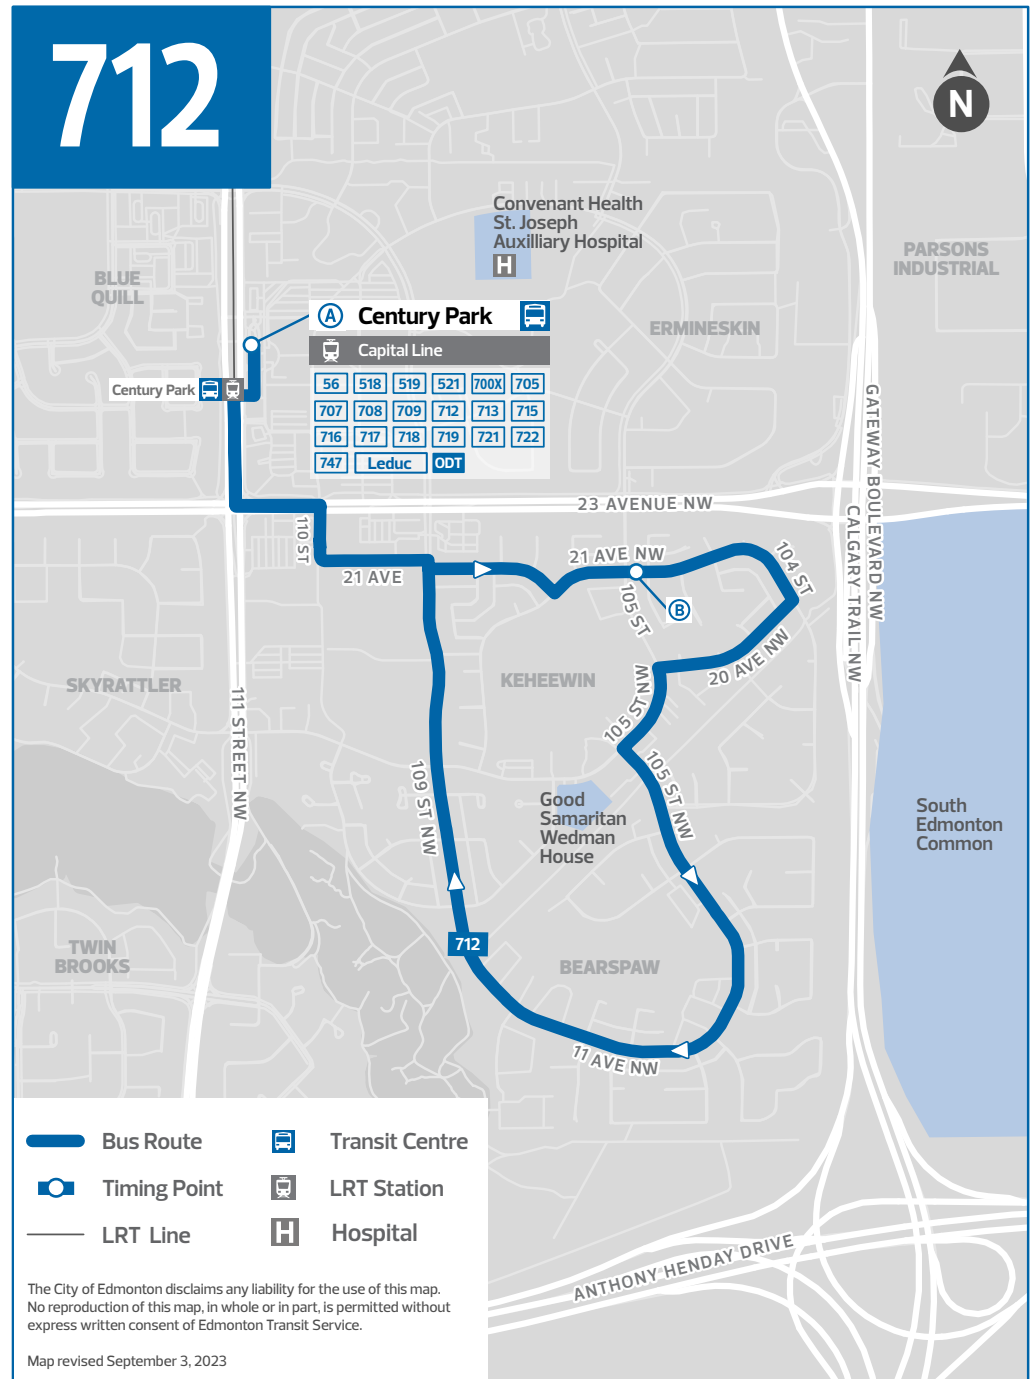 712
N
Convenant Health
St. Joseph
Auxilliary Hospital
H
PARSONS
INDUSTRIAL
BLUE
QUILL
A Century Park
ERMINESKIN
Capital Line
56 518 519 521 700X 705
707 708 709 712 713 715
716 717 718 719 721 722
747 Leduc ODT
Century Park
GATEWAY BOULEVARD NW
CALGARY TRAIL NW
23 AVENUE NW
110 ST
21 AVE
21 AVE NW
104 ST
105 ST
B
20 AVE NW
SKYRATTLER
KEHEEWIN
111 STREET NW
105 ST NW
105 ST NW
109 ST NW
Good
Samaritan
Wedman
House
South
Edmonton
Common
712
TWIN
BROOKS
BEARSPAW
11 AVE NW
Bus Route
Transit Centre
Timing Point
LRT Station
LRT Line
H Hospital
ANTHONY HENDAY DRIVE
The City of Edmonton disclaims any liability for the use of this map.
No reproduction of this map, in whole or in part, is permitted without
express written consent of Edmonton Transit Service.
Map revised September 3, 2023